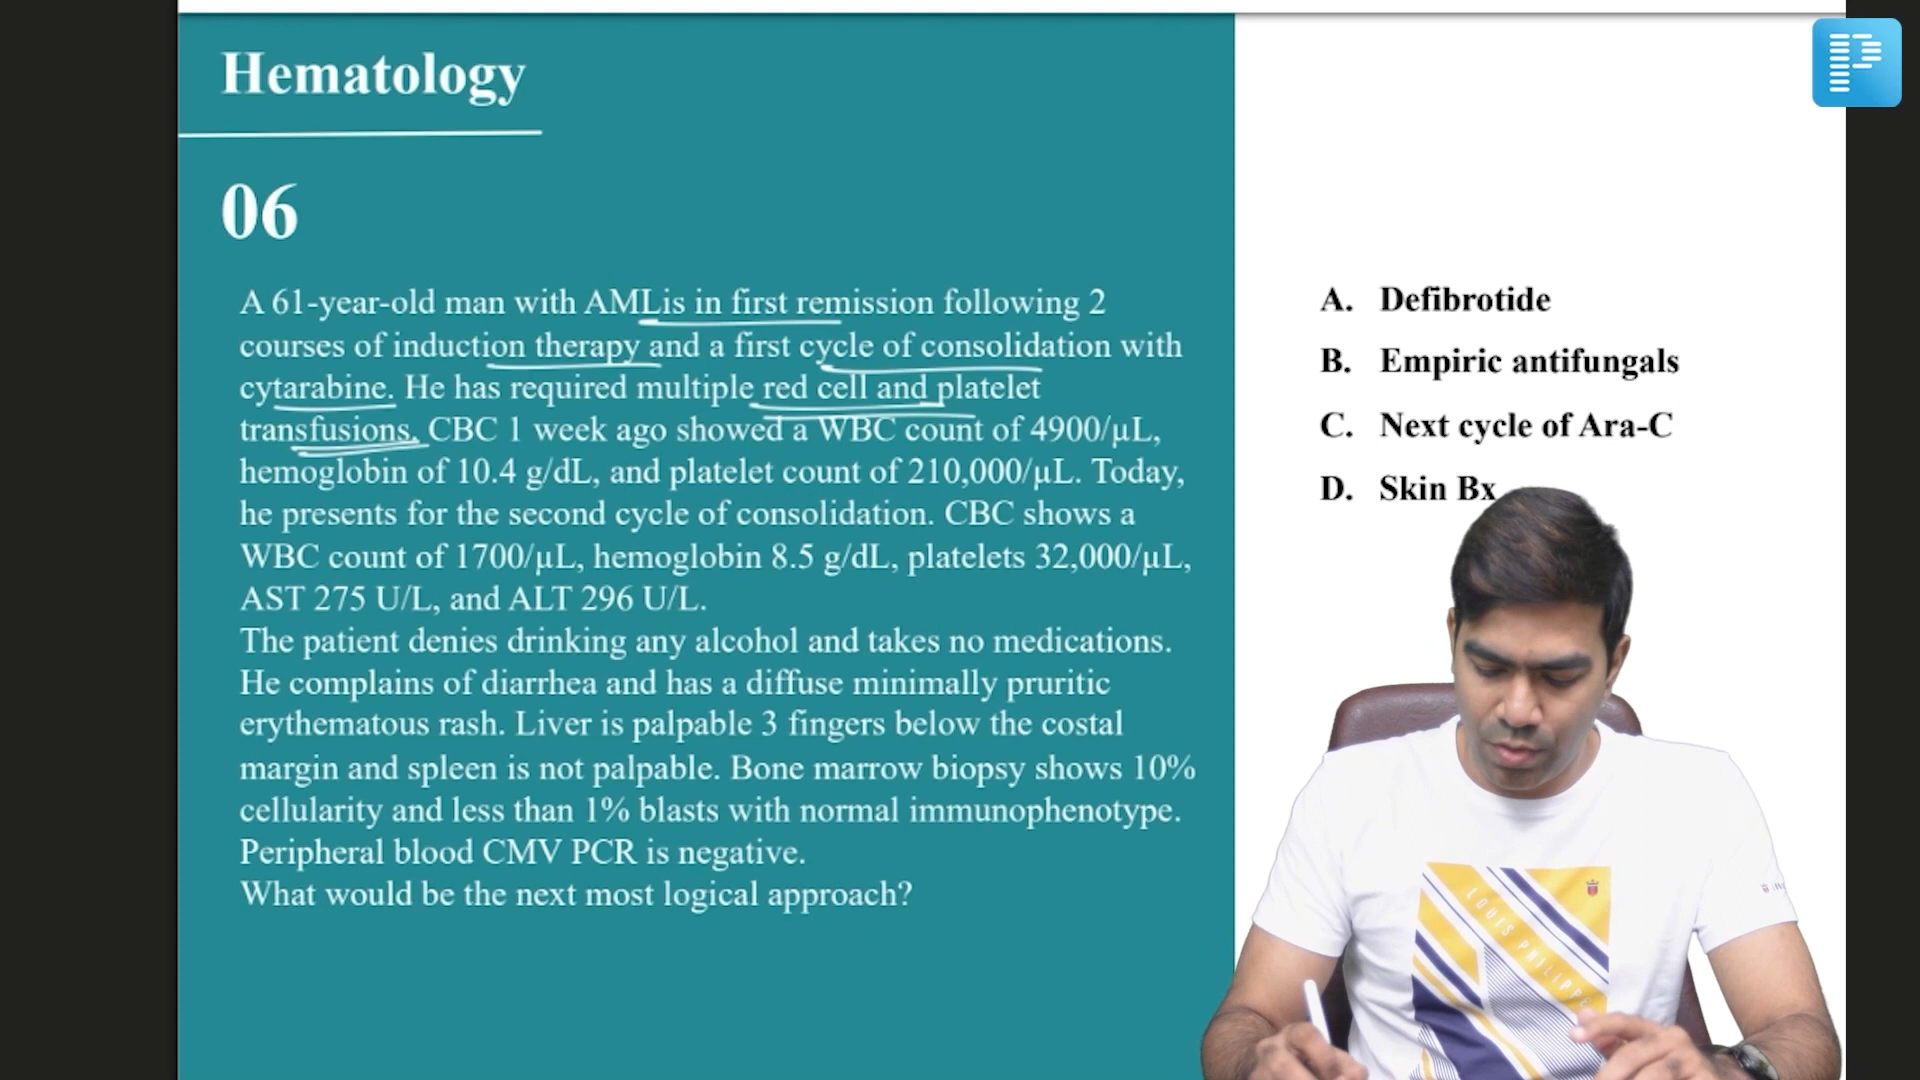 Hematology
06
A 61-year-old man with AMLis in first remission following 2
courses of induction therapy and a first cycle of consolidation with
cytarabine. He has required multiple red cell and platelet
transfusions. CBC 1 week ago showed a WBC count of 4900/µL,
hemoglobin of 10.4 g/dL, and platelet count of 210,000/µL. Today,
he presents for the second cycle of consolidation. CBC shows a
WBC count of 1700/µL, hemoglobin 8.5 g/dL, platelets 32,000/µL,
AST 275 U/L, and ALT 296 U/L.
The patient denies drinking any alcohol and takes no medications.
He complains of diarrhea and has a diffuse minimally pruritic
erythematous rash. Liver is palpable 3 fingers below the costal
margin and spleen is not palpable. Bone marrow biopsy shows 10%
cellularity and less than 1% blasts with normal immunophenotype.
Peripheral blood CMV PCR is negative.
What would be the next most logical approach?
A. Defibrotide
B. Empiric antifungals
C. Next cycle of Ara-C
D. Skin Bx
LOUIS PHILIPPE